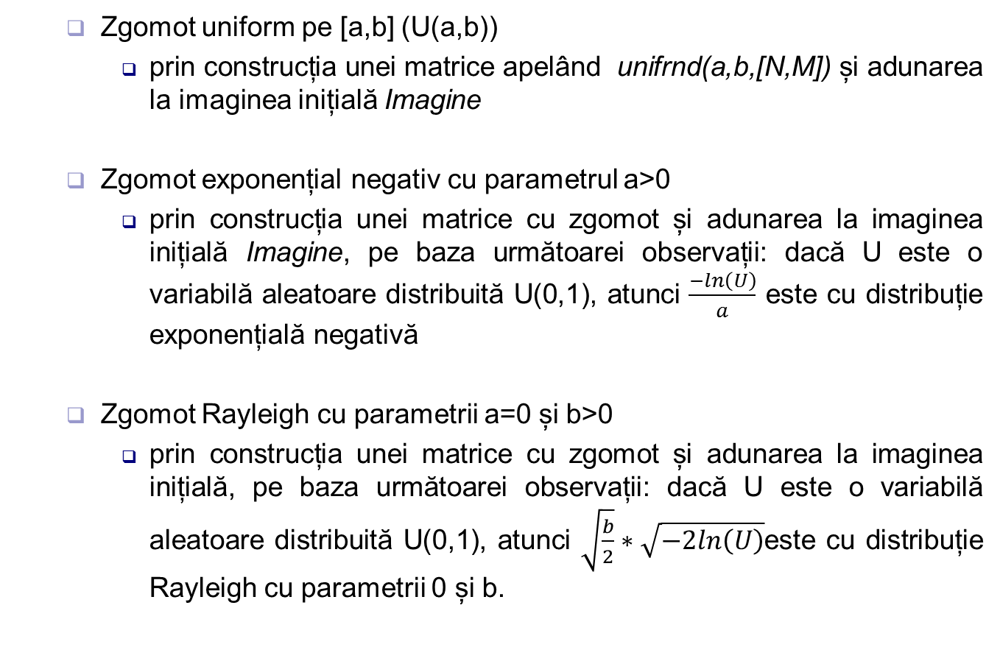 Zgomot uniform pe [a,b] (U(a,b))
prin construcția unei matrice apelând unifrnd(a,b,[N,M]) și adunarea
la imaginea inițială Imagine
Zgomot exponențial negativ cu parametrul a>0
prin construcția unei matrice cu zgomot și adunarea la imaginea
inițială Imagine, pe baza următoarei observații: dacă U este o
variabilă aleatoare distribuită U(0,1), atunci \frac{-ln(U)}{a} este cu distribuție
exponențială negativă
Zgomot Rayleigh cu parametrii a=0 și b>0
prin construcția unei matrice cu zgomot și adunarea la imaginea
inițială, pe baza următoarei observații: dacă U este o variabilă
aleatoare distribuită U(0,1), atunci \sqrt{\frac{b}{2}} * \sqrt{-2ln(U)}este cu distribuție
Rayleigh cu parametrii 0 și b.